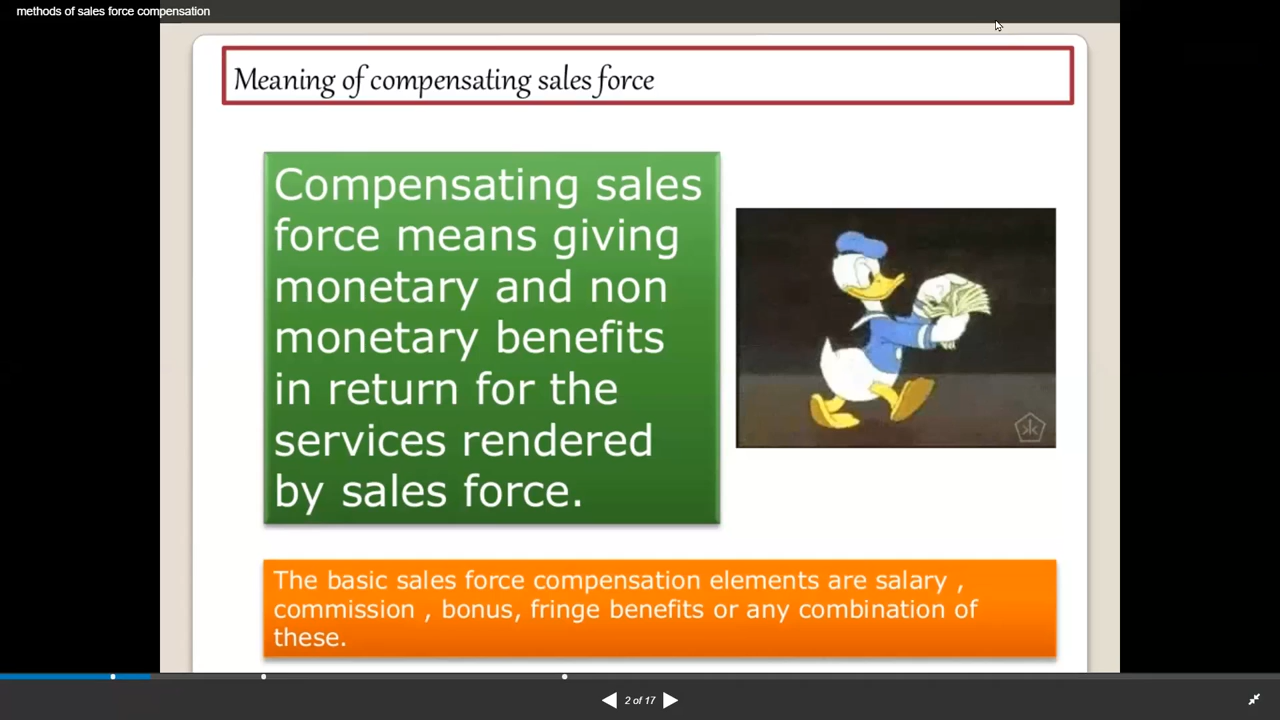 methods of sales force compensation
Meaning of compensating sales force
Compensating sales
force means giving
monetary and non
monetary benefits
in return for the
services rendered
by sales force.
The basic sales force compensation elements are salary ,
commission , bonus, fringe benefits or any combination of
these.
2 of 17